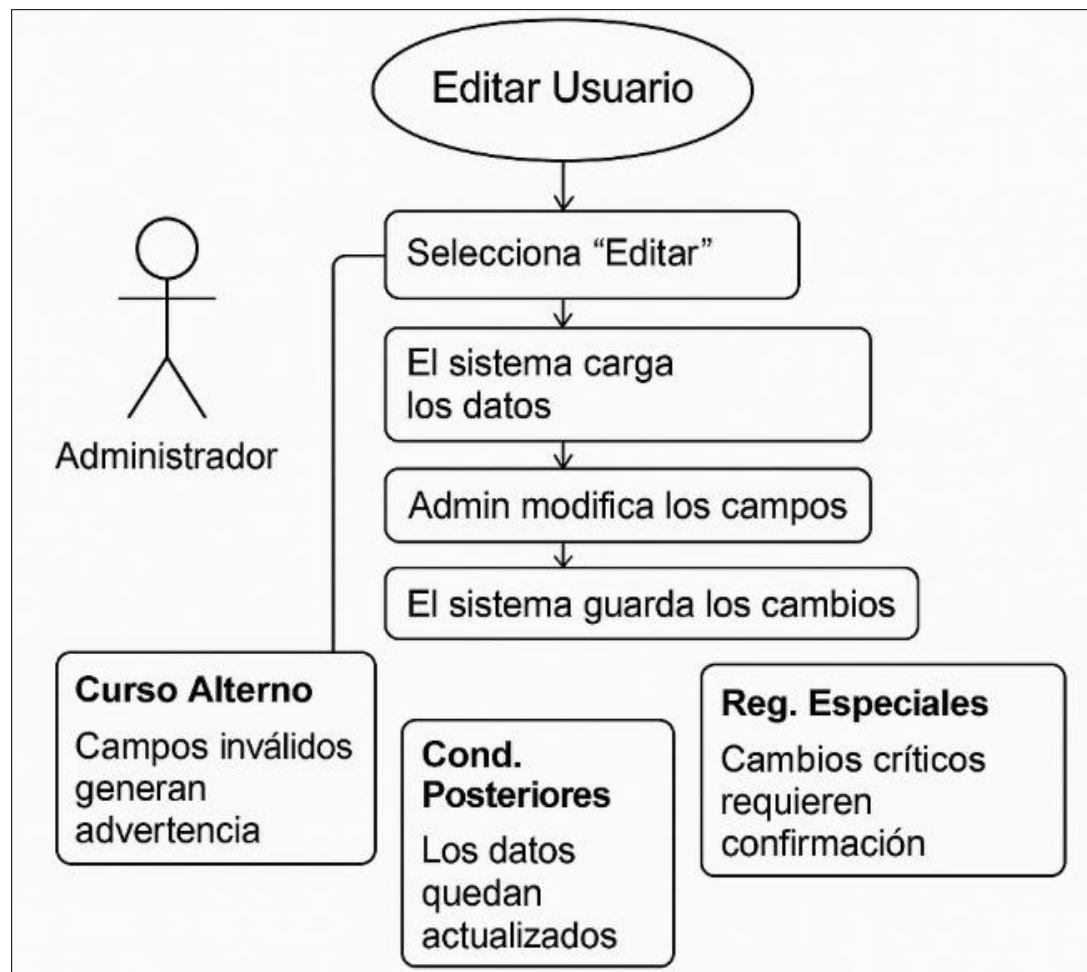 Editar Usuario
Selecciona “Editar”
El sistema carga
los datos
Administrador
Admin modifica los campos
El sistema guarda los cambios
Curso Alterno
Campos inválidos
generan
advertencia
Cond.
Posteriores
Los datos
quedan
actualizados
Reg. Especiales
Cambios críticos
requieren
confirmación